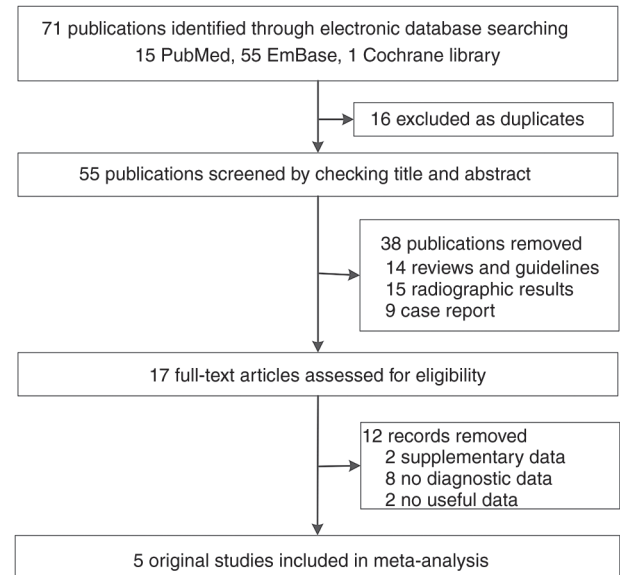 71 publications identified through electronic database searching
15 PubMed, 55 EmBase, 1 Cochrane library
16 excluded as duplicates
55 publications screened by checking title and abstract
38 publications removed
14 reviews and guidelines
15 radiographic results
9 case report
17 full-text articles assessed for eligibility
12 records removed
2 supplementary data
8 no diagnostic data
2 no useful data
5 original studies included in meta-analysis